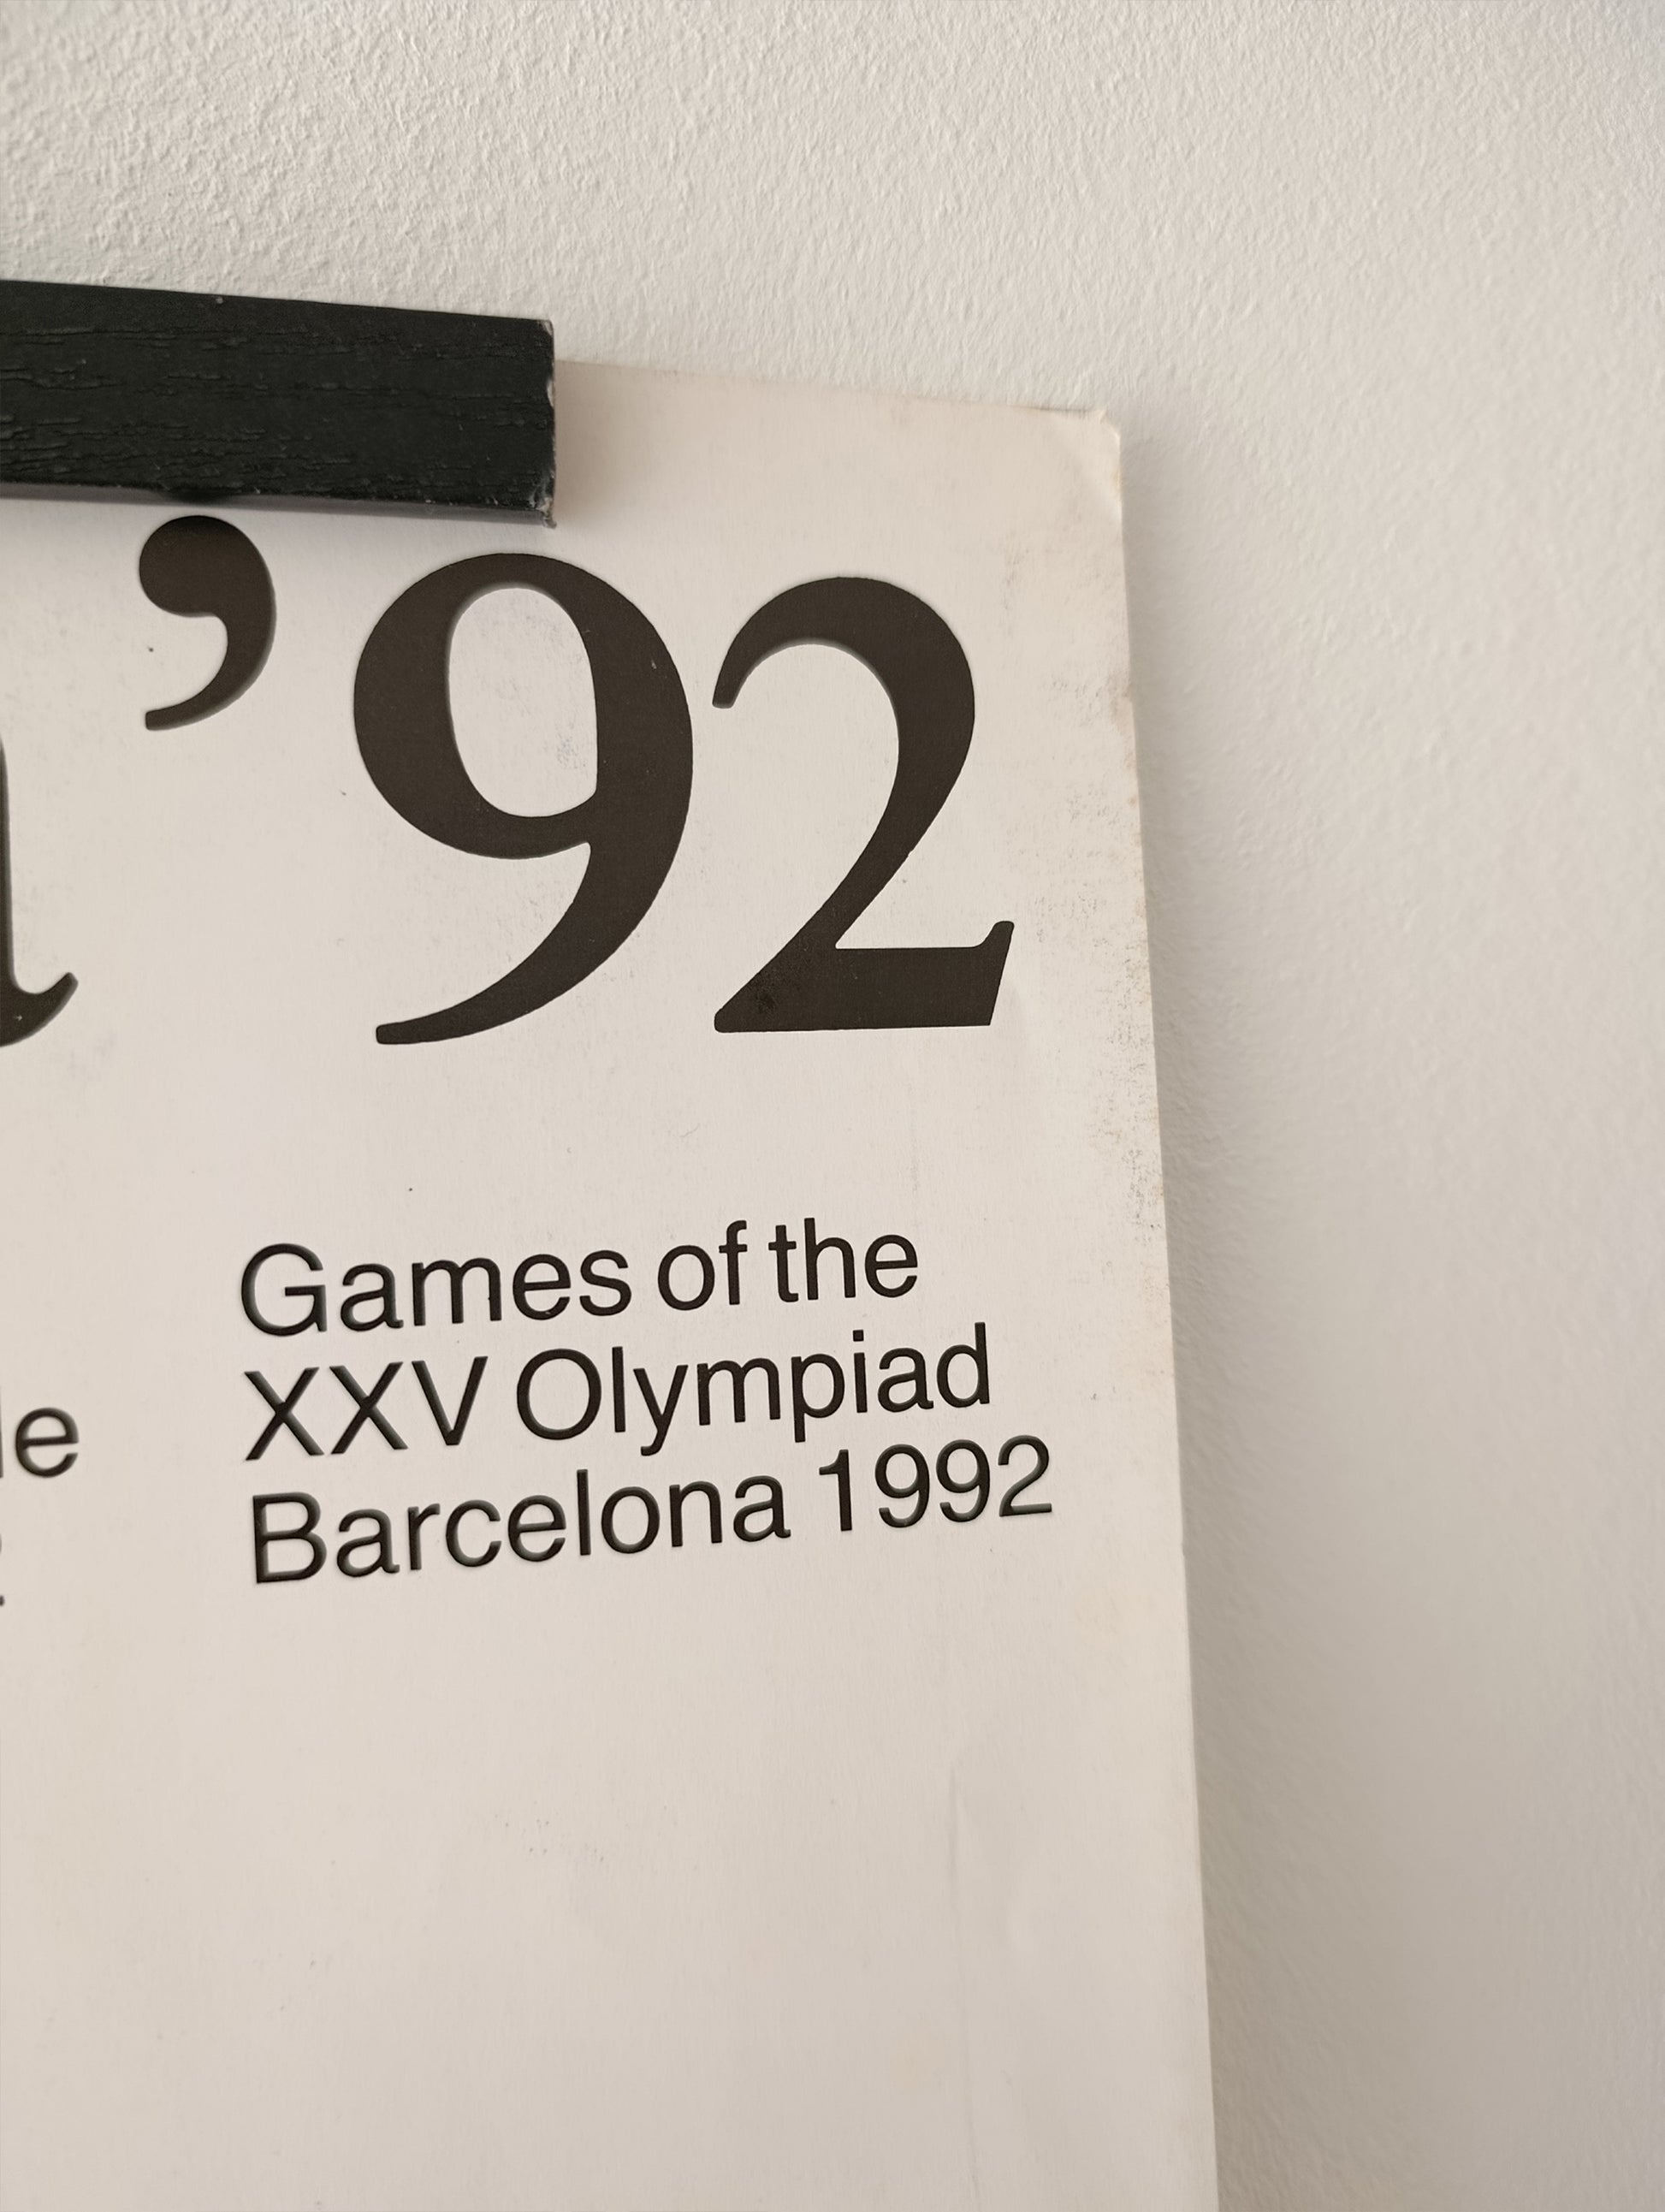 ’92
Games of the
XXV Olympiad
Barcelona 1992